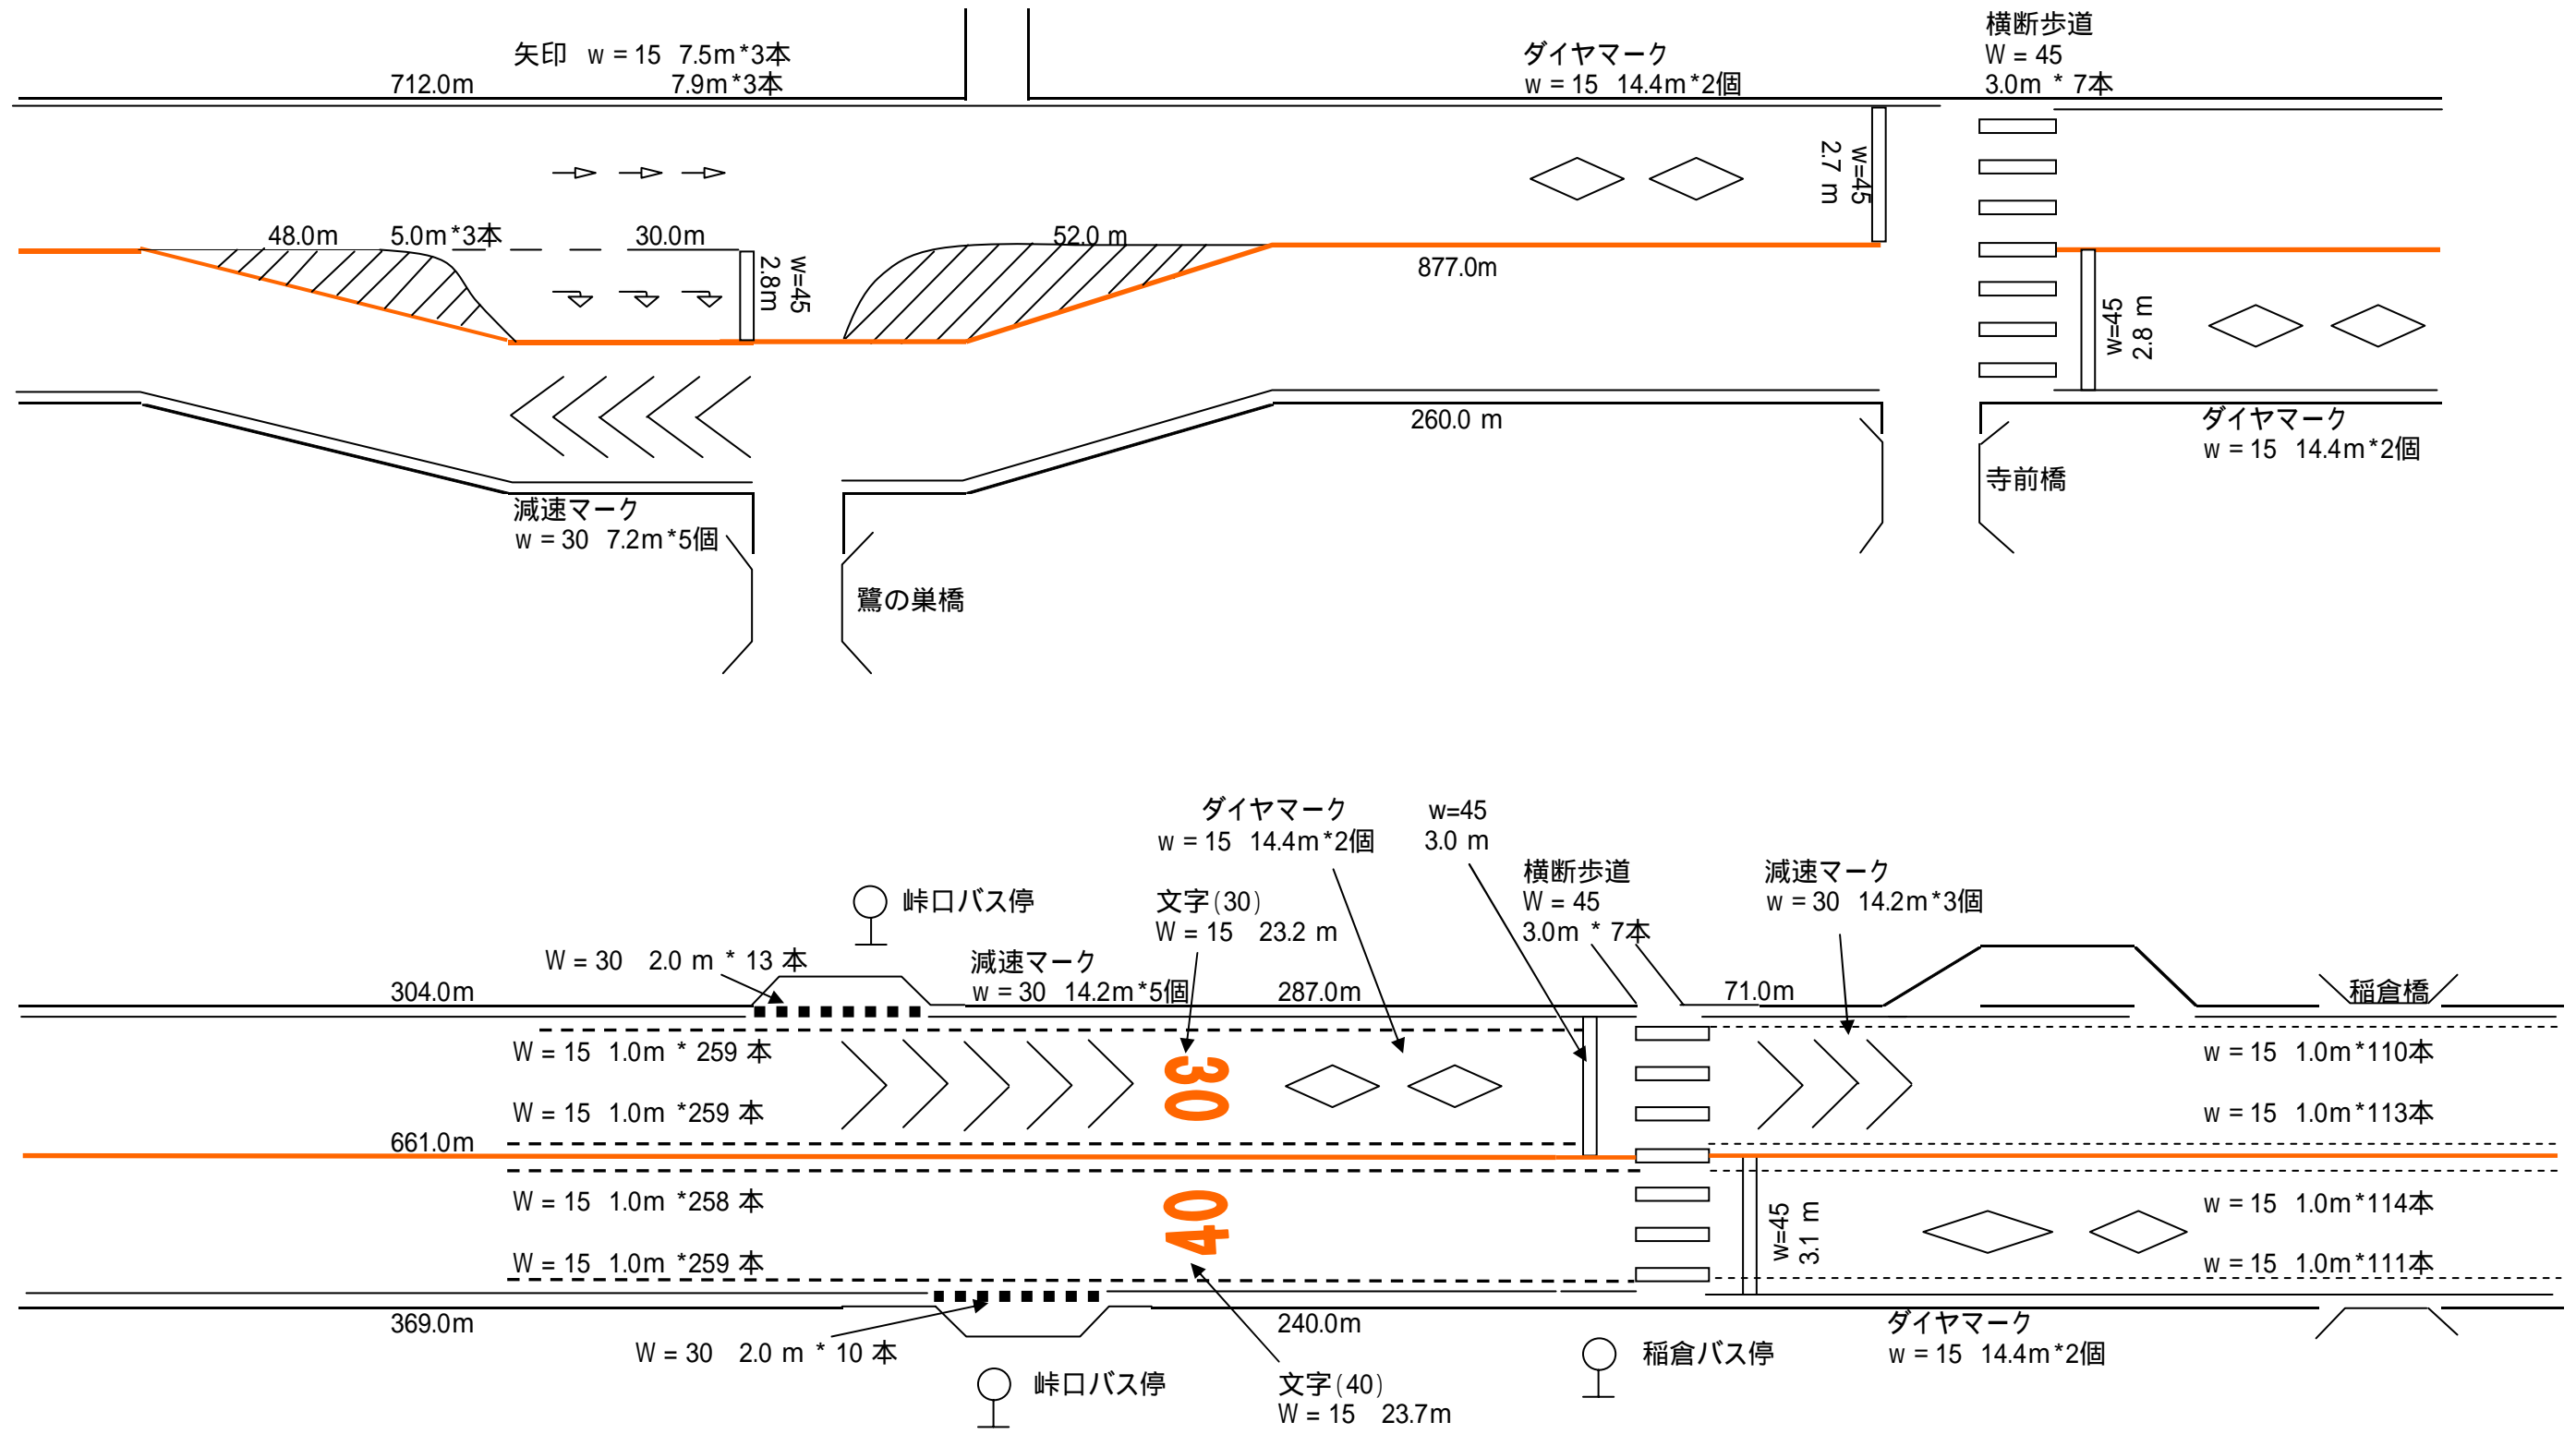 矢印 w = 15 7.5m*3本
712.0m 7.9m*3本
ダイヤマーク
w = 15 14.4m*2個
横断歩道
W = 45
3.0m * 7本
w=45
2.7 m
48.0m 5.0m*3本 30.0m
w=45
2.8m
52.0 m
877.0m
w=45
2.8 m
260.0 m
ダイヤマーク
w = 15 14.4m*2個
寺前橋
減速マーク
w = 30 7.2m*5個
鷺の巣橋
ダイヤマーク
w = 15 14.4m*2個
w=45
3.0 m
横断歩道
W = 45
3.0m * 7本
減速マーク
w = 30 14.2m*3個
峠口バス停
文字(30)
W = 15 23.2 m
W = 30 2.0 m * 13 本
減速マーク
w = 30 14.2m*5個
304.0m
287.0m
71.0m
稲倉橋
W = 15 1.0m * 259 本
W = 15 1.0m *259 本
30
w = 15 1.0m*110本
w = 15 1.0m*113本
661.0m
W = 15 1.0m *258 本
W = 15 1.0m *259 本
40
w=45
3.1 m
w = 15 1.0m*114本
w = 15 1.0m*111本
369.0m
240.0m
W = 30 2.0 m * 10 本
峠口バス停
文字(40)
W = 15 23.7m
稲倉バス停
ダイヤマーク
w = 15 14.4m*2個